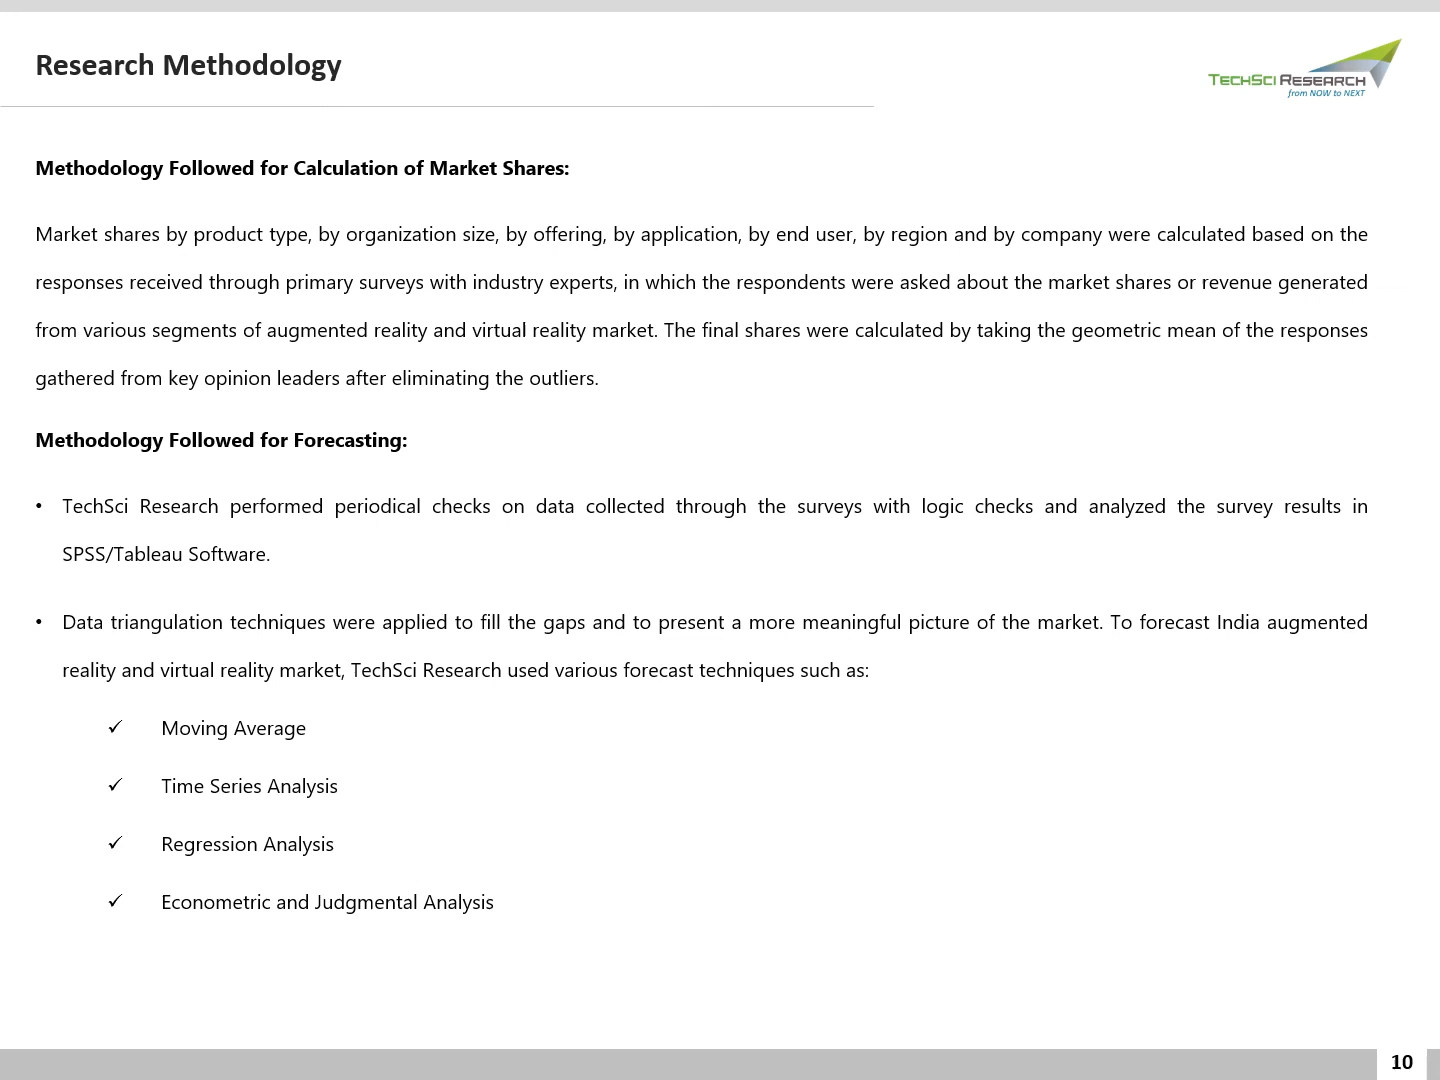 Research Methodology
TECHSCI RESEARCH
from NOW to NEXT
Methodology Followed for Calculation of Market Shares:
Market shares by product type, by organization size, by offering, by application, by end user, by region and by company were calculated based on the
responses received through primary surveys with industry experts, in which the respondents were asked about the market shares or revenue generated
from various segments of augmented reality and virtual reality market. The final shares were calculated by taking the geometric mean of the responses
gathered from key opinion leaders after eliminating the outliers.
Methodology Followed for Forecasting:
• TechSci Research performed periodical checks on data collected through the surveys with logic checks and analyzed the survey results in
SPSS/Tableau Software.
• Data triangulation techniques were applied to fill the gaps and to present a more meaningful picture of the market. To forecast India augmented
reality and virtual reality market, TechSci Research used various forecast techniques such as:
✓ Moving Average
✓ Time Series Analysis
✓ Regression Analysis
✓ Econometric and Judgmental Analysis
10